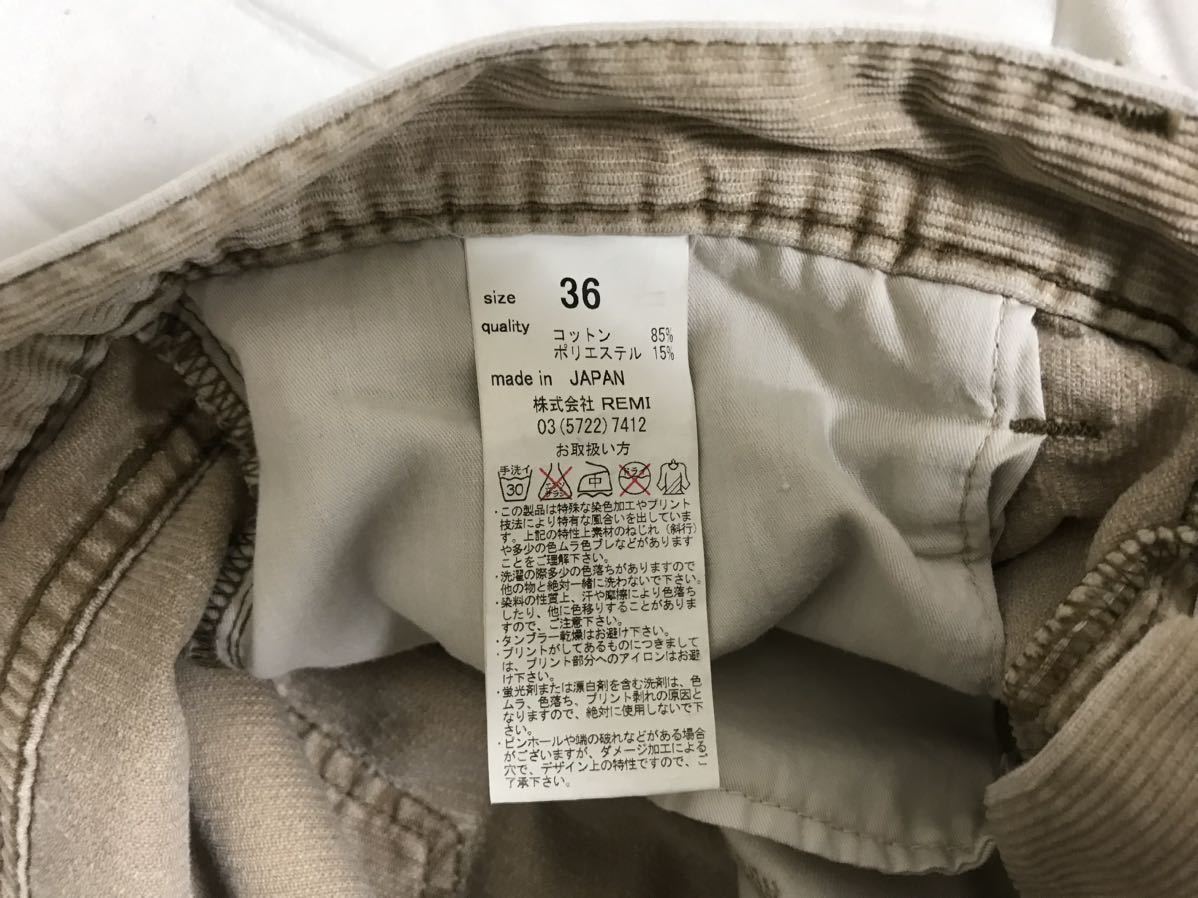 size 36
quality コットン 85%
ポリエステル 15%
made in JAPAN
株式会社 REMI
03(5722)7412
お取扱い方
手洗イ
30
エンソ
サラシ
中
ドライ
・この製品は特殊な染色加工やプリント
技法により特有な風合いを出していま
す。上記の特性上素材のねじれ（斜行）
や多少の色ムラ色ブレなどがあります
ことをご理解下さい。
・洗濯の際多少の色落ちがありますので
他の物と絶対一緒に洗わないで下さい。
・染料の性質上、汗や摩擦により色落ち
したり、他に色移りすることがありま
すので、ご注意下さい。
・タンブラー乾燥はお避け下さい。
・プリントがしてあるものにつきまして
は、プリント部分へのアイロンはお避
け下さい。
・蛍光剤または漂白剤を含む洗剤は、色
ムラ、色落ち、プリント剥れの原因と
なりますので、絶対に使用しないで下
さい。
・ピンホールや端の破れなどがある場合
がございますが、ダメージ加工による
穴で、デザイン上の特性ですので、ご
了承下さい。